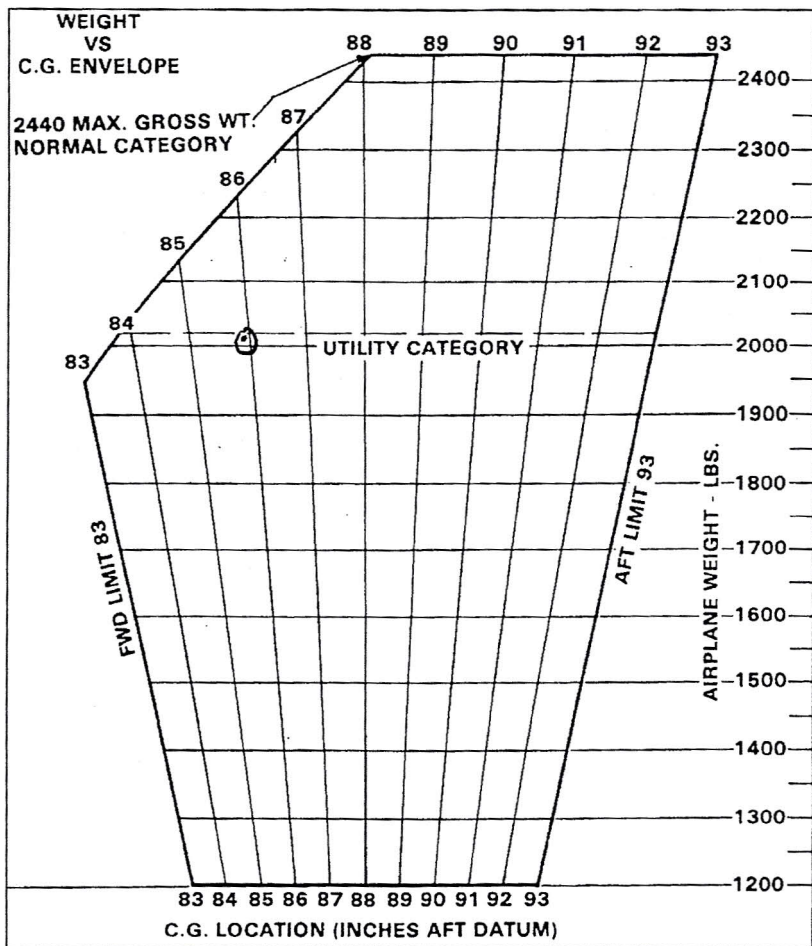 WEIGHT
VS
C.G. ENVELOPE
88 89 90 91 92 93
2440 MAX. GROSS WT.
NORMAL CATEGORY
87
86
85
84
83
2400
2300
2200
2100
2000
1900
1800
1700
1600
1500
1400
1300
1200
UTILITY CATEGORY
FWD LIMIT 83
AFT LIMIT 93
AIRPLANE WEIGHT - LBS.
83 84 85 86 87 88 89 90 91 92 93
C.G. LOCATION (INCHES AFT DATUM)